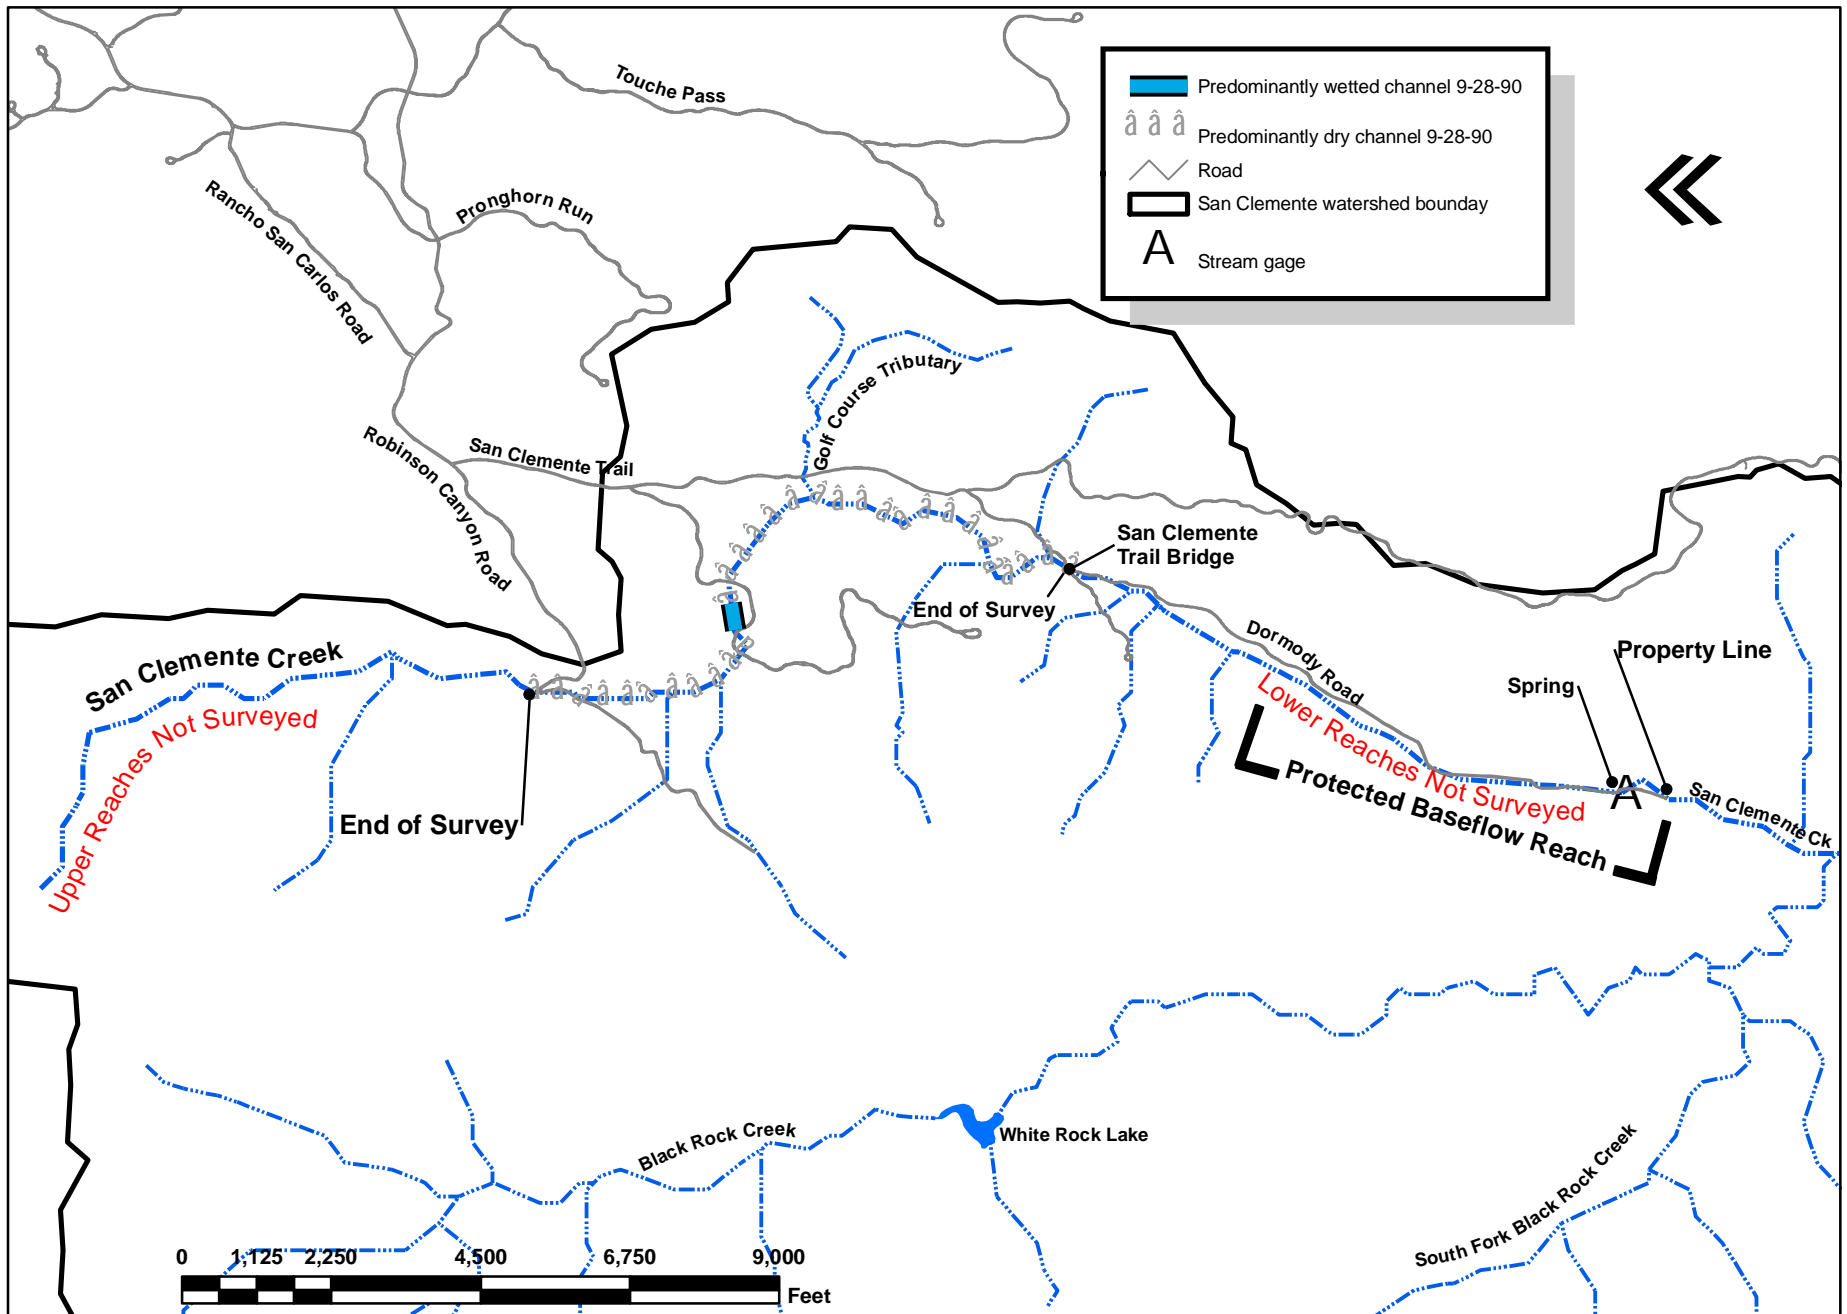 Touche Pass
Predominantly wetted channel 9-28-90
â â â Predominantly dry channel 9-28-90
Road
San Clemente watershed bounday
A Stream gage
Rancho San Carlos Road
Pronghorn Run
Golf Course Tributary
Robinson Canyon Road
San Clemente Trail
San Clemente
Trail Bridge
End of Survey
Dormody Road
Property Line
San Clemente Creek
Upper Reaches Not Surveyed
Spring
Lower Reaches Not Surveyed
A
San Clemente Ck
Protected Baseflow Reach
End of Survey
Black Rock Creek
White Rock Lake
South Fork Black Rock Creek
0 1,125 2,250 4,500 6,750 9,000
Feet